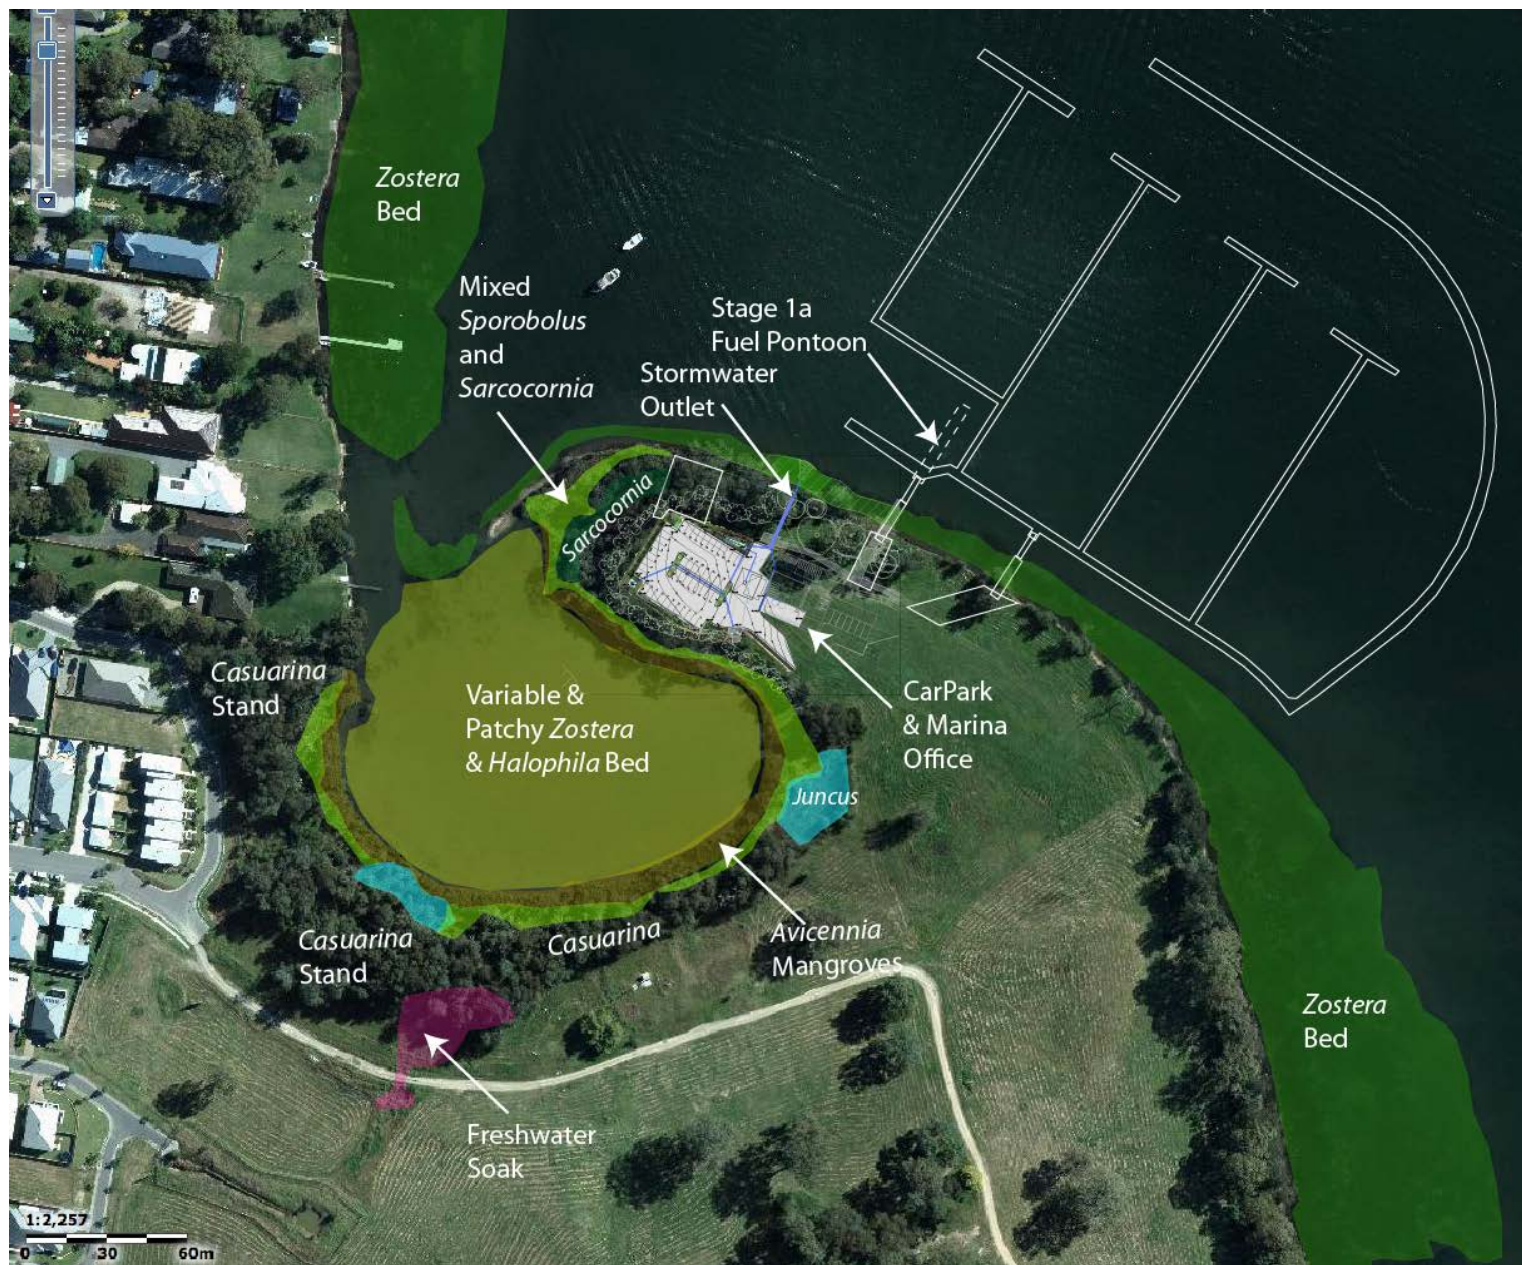 Zostera
Bed
Mixed
Sporobolus
and
Sarcocornia
Stage 1a
Fuel Pontoon
Stormwater
Outlet
Sarcocornia
Casuarina
Stand
Variable &
Patchy Zostera
& Halophila Bed
CarPark
& Marina
Office
Juncus
Casuarina
Stand
Casuarina
Avicennia
Mangroves
Zostera
Bed
Freshwater
Soak
1:2,257
0 30 60m